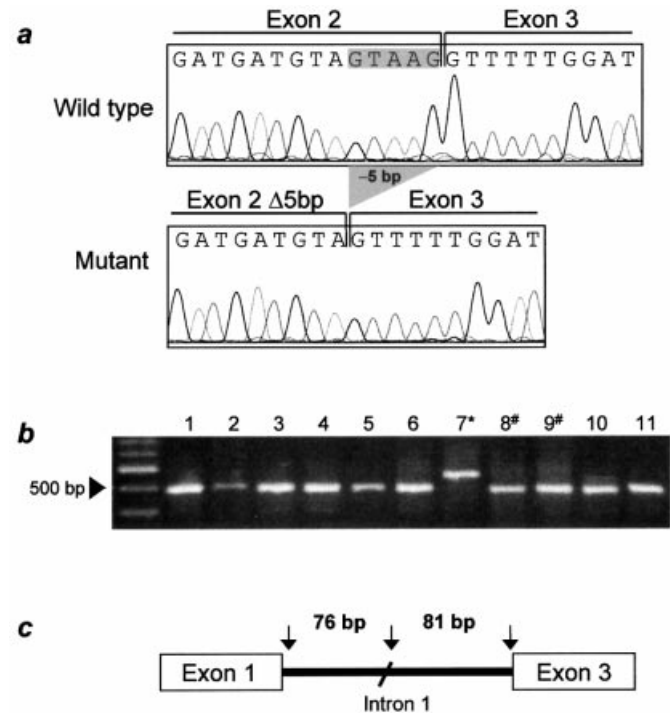 a
Exon 2 Exon 3
GATGATGTAGTAAGGTTTTTGGAT
Wild type
–5 bp
Exon 2 Δ5bp Exon 3
GATGATGTAGTTTTTGGAT
Mutant
b
1 2 3 4 5 6 7* 8# 9# 10 11
500 bp
c
76 bp 81 bp
Exon 1 Exon 3
Intron 1